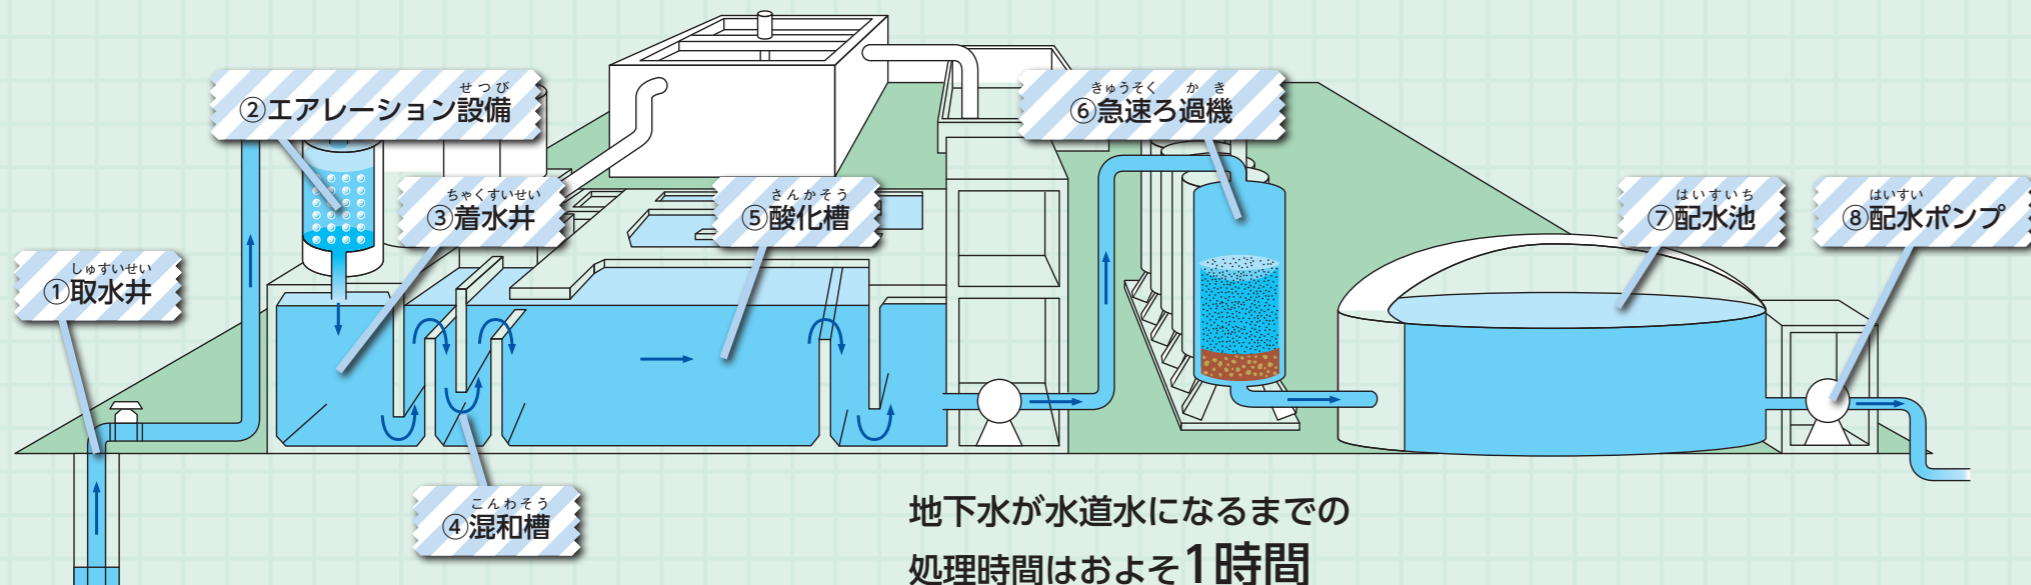 しゅすいせい
①取水井
せつび
②エアレーション設備
ちゃくすいせい
③着水井
こんわそう
④混和槽
さんかそう
⑤酸化槽
きゅうそく か き
⑥急速ろ過機
はいすいち
⑦配水池
はいすい
⑧配水ポンプ
地下水が水道水になるまでの
処理時間はおよそ1時間